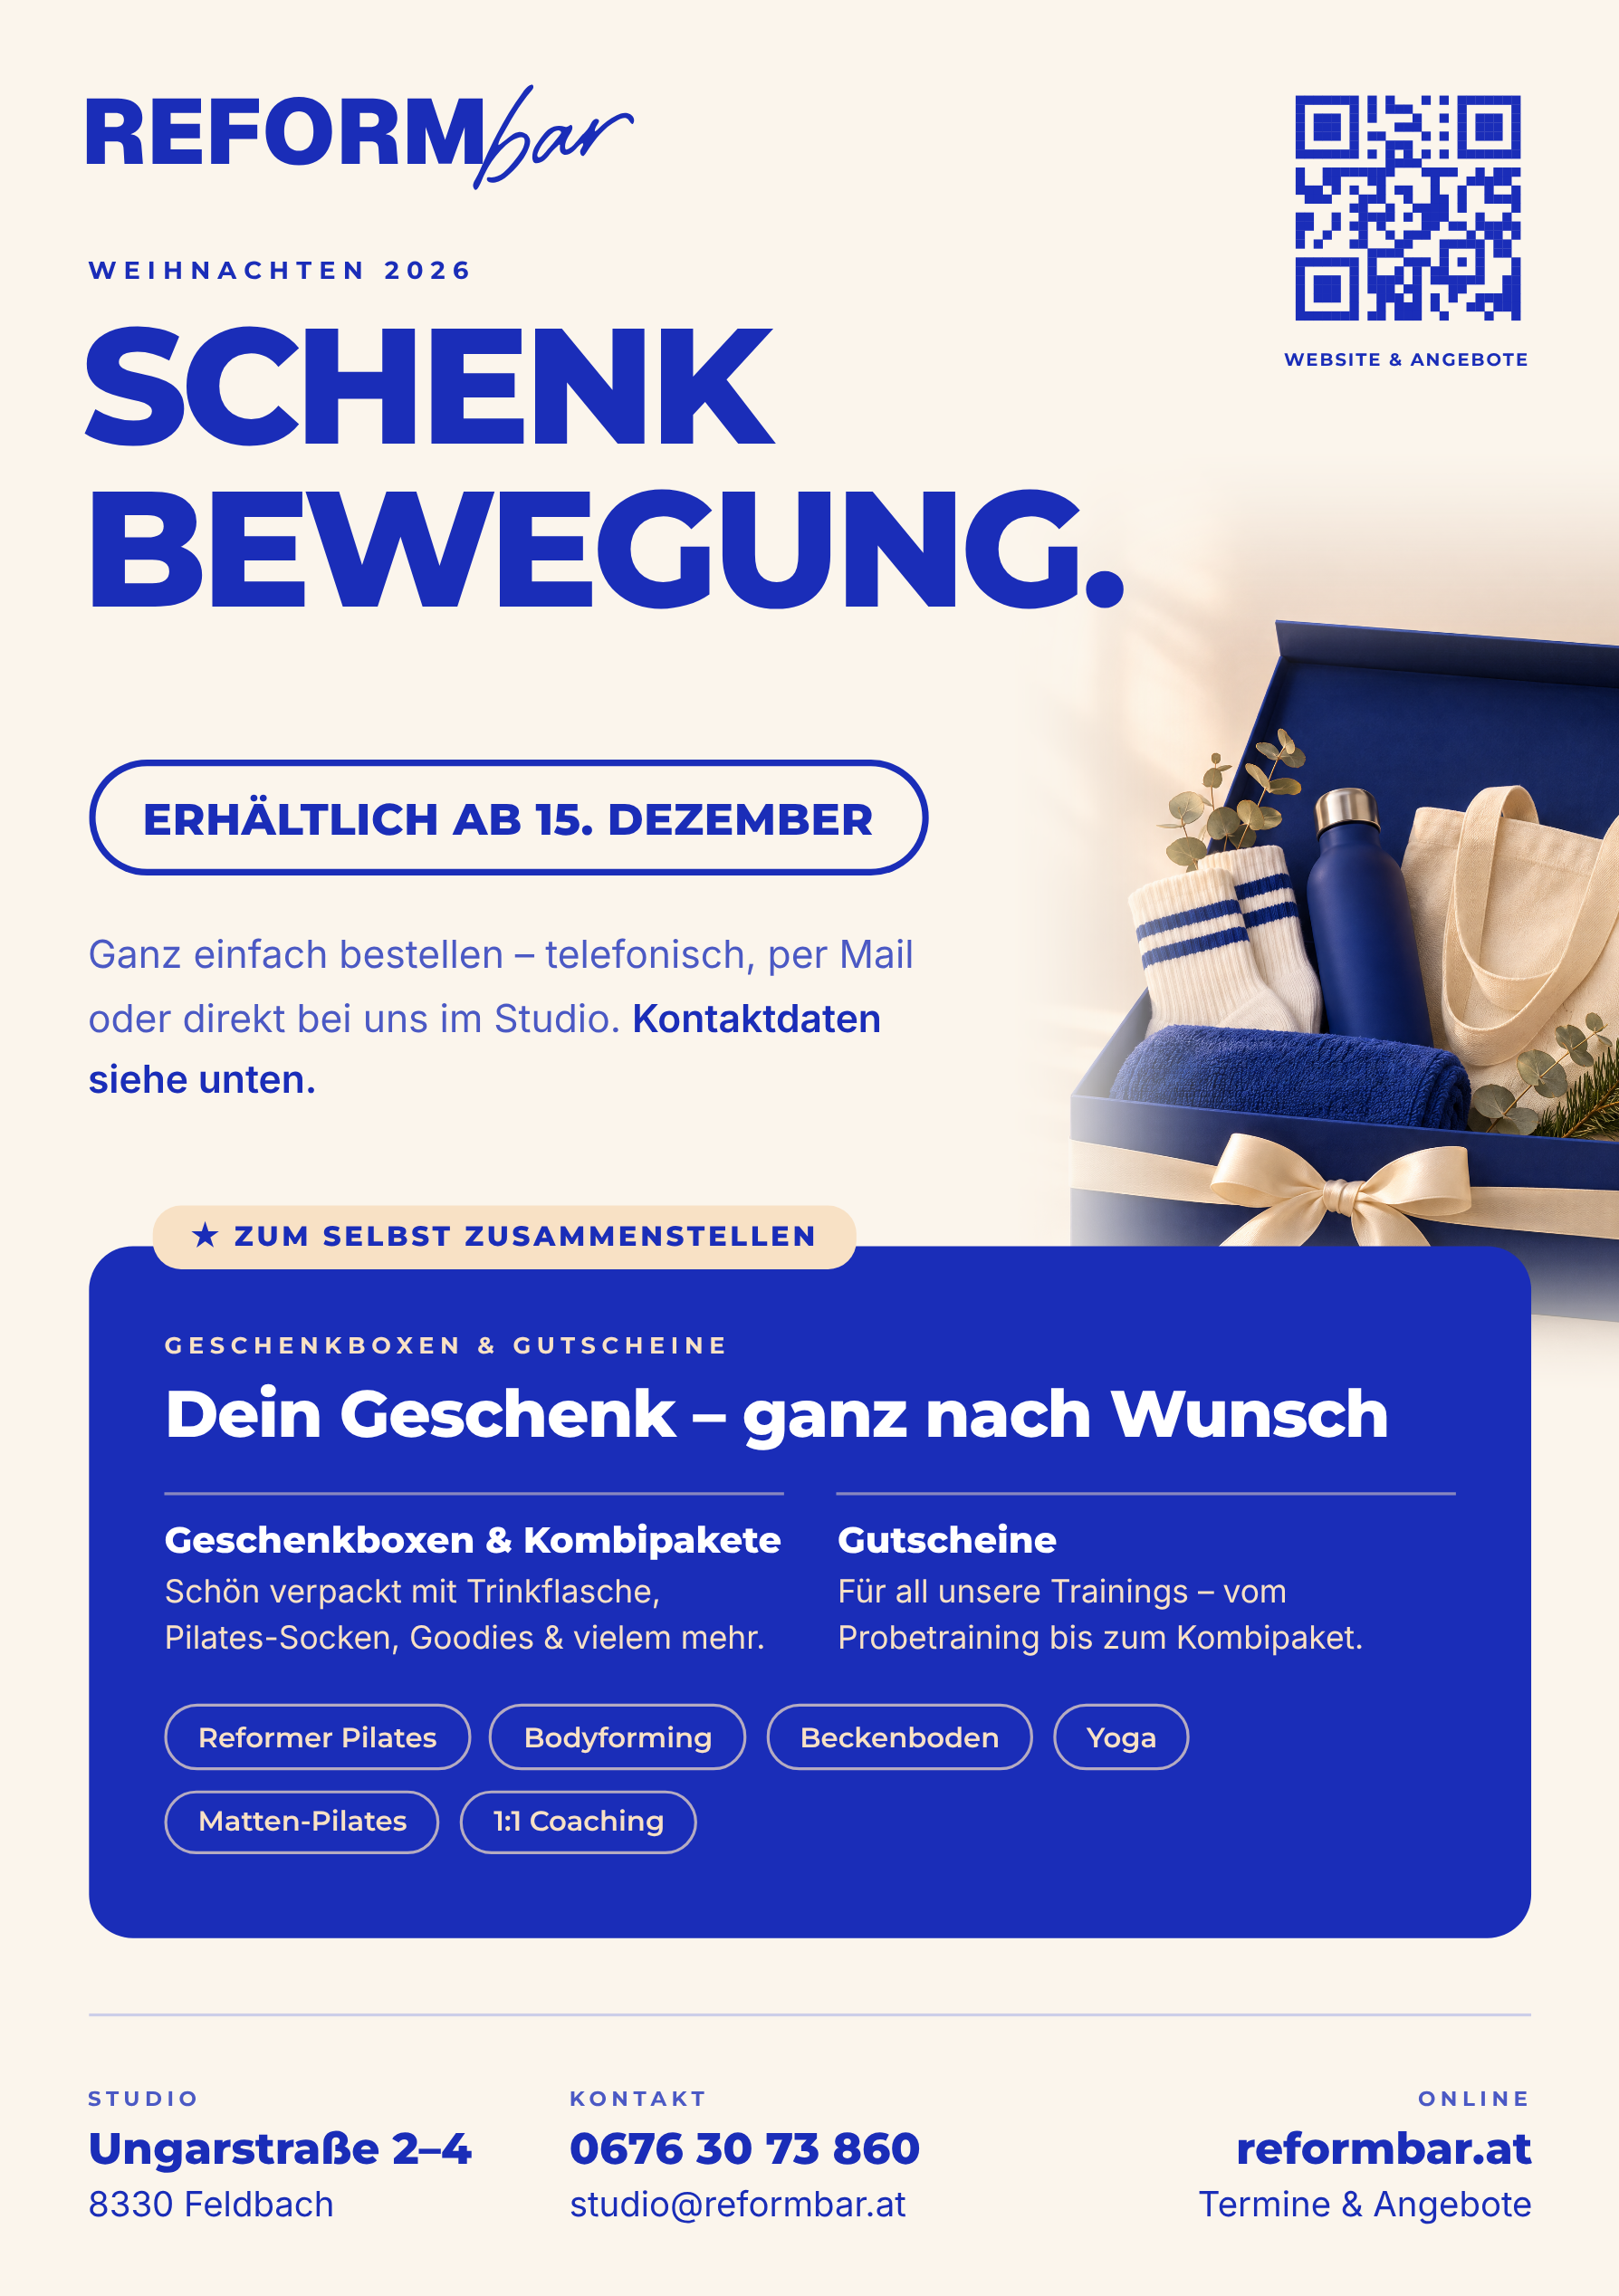 REFORMbar
WEIHNACHTEN 2026
SCHENK
BEWEGUNG.
WEBSITE & ANGEBOTE
ERHÄLTLICH AB 15. DEZEMBER
Ganz einfach bestellen – telefonisch, per Mail
oder direkt bei uns im Studio. Kontaktdaten
siehe unten.
★ ZUM SELBST ZUSAMMENSTELLEN
GESCHENKBOXEN & GUTSCHEINE
Dein Geschenk – ganz nach Wunsch
Geschenkboxen & Kombipakete
Schön verpackt mit Trinkflasche,
Pilates-Socken, Goodies & vielem mehr.
Gutscheine
Für all unsere Trainings – vom
Probetraining bis zum Kombipaket.
Reformer Pilates
Bodyforming
Beckenboden
Yoga
Matten-Pilates
1:1 Coaching
STUDIO
Ungarstraße 2–4
8330 Feldbach
KONTAKT
0676 30 73 860
studio@reformbar.at
ONLINE
reformbar.at
Termine & Angebote